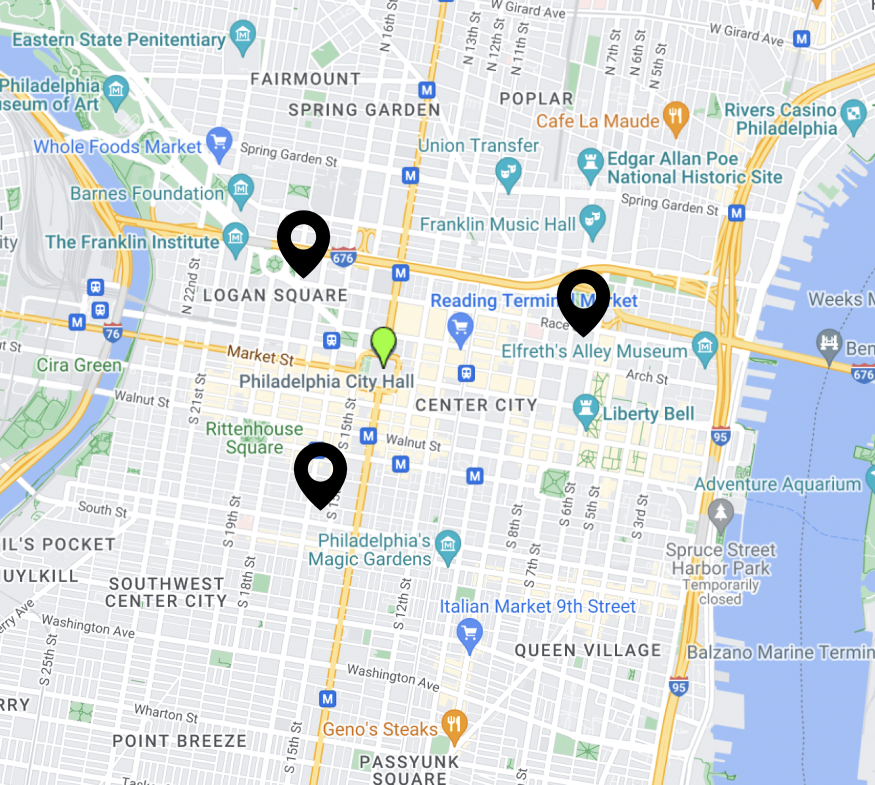 W Girard Ave
Eastern State Penitentiary
N 16th St
N 13th St
N 12th St
N 11th St
N 7th St
N 6th St
N 5th St
W Girard Ave
M
FAIRMOUNT
Philadelphia
useum of Art
M
SPRING GARDEN
POPLAR
Cafe La Maude
Rivers Casino
Philadelphia
Whole Foods Market
Spring Garden St
Union Transfer
Edgar Allan Poe
National Historic Site
M
Barnes Foundation
Spring Garden St
M
Franklin Music Hall
The Franklin Institute
676
M
N 22nd St
LOGAN SQUARE
Reading Termin Market
Weeks M
M
76
Race
Market St
Elfreth's Alley Museum
Ben
676
Cira Green
Philadelphia City Hall
Arch St
Walnut St
S 21st St
CENTER CITY
Liberty Bell
S 15th St
Rittenhouse
Square
M
Walnut St
95
M
M
Adventure Aquarium
South St
S 19th St
S 15
S 8th St
S 6th St
S 5th St
S 3rd St
IL'S POCKET
Philadelphia's
Magic Gardens
Spruce Street
Harbor Park
Temporarily
closed
UYLKILL
SOUTHWEST
CENTER CITY
S 18th St
S 12th St
S 7th St
Italian Market 9th Street
erry Ave
Washington Ave
S 25th St
QUEEN VILLAGE
Balzano Marine Termin
Washington Ave
95
RRY
M
Wharton St
Geno's Steaks
POINT BREEZE
S 15th St
PASSYUNK
SQUARE